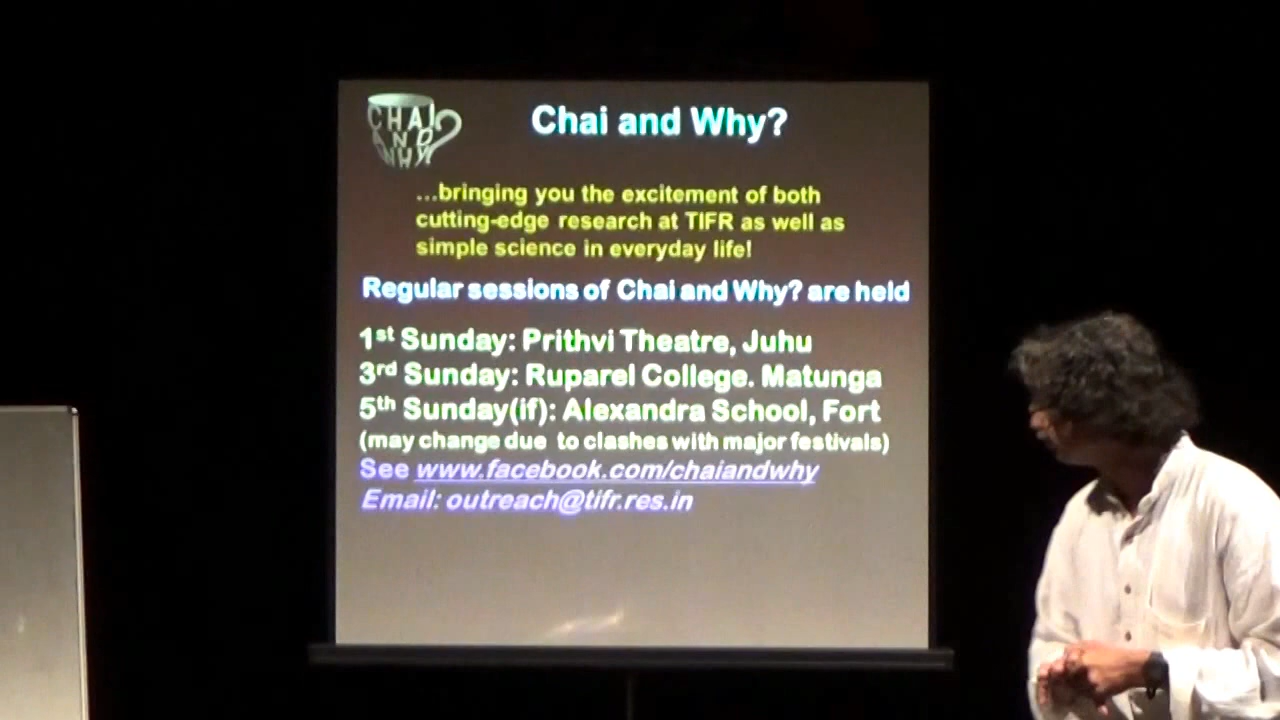 CHAI
AND
WHY?
Chai and Why?
...bringing you the excitement of both
cutting-edge research at TIFR as well as
simple science in everyday life!
Regular sessions of Chai and Why? are held
1st Sunday: Prithvi Theatre, Juhu
3rd Sunday: Ruparel College. Matunga
5th Sunday(if): Alexandra School, Fort
(may change due to clashes with major festivals)
See www.facebook.com/chaiandwhy
Email: outreach@tifr.res.in